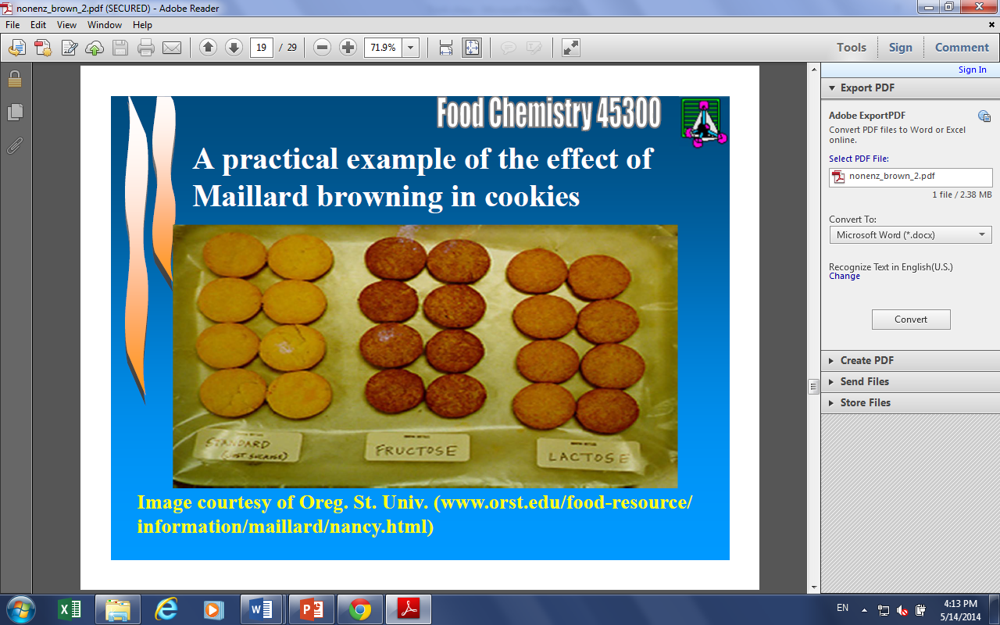 nonenz_brown_2.pdf (SECURED) - Adobe Reader
File Edit View Window Help
19 / 29 71.9% Tools Sign Comment
Sign In
Export PDF
Adobe ExportPDF
Convert PDF files to Word or Excel
online.
Select PDF File:
nonenz_brown_2.pdf
1 file / 2.38 MB
Convert To:
Microsoft Word (*.docx)
Recognize Text in English(U.S.)
Change
Convert
Create PDF
Send Files
Store Files
Food Chemistry 45300
A practical example of the effect of
Maillard browning in cookies
STANDARD
(JUST SUCROSE)
FRUCTOSE
LACTOSE
Image courtesy of Oreg. St. Univ. (www.orst.edu/food-resource/
information/maillard/nancy.html)
EN
4:13 PM
5/14/2014